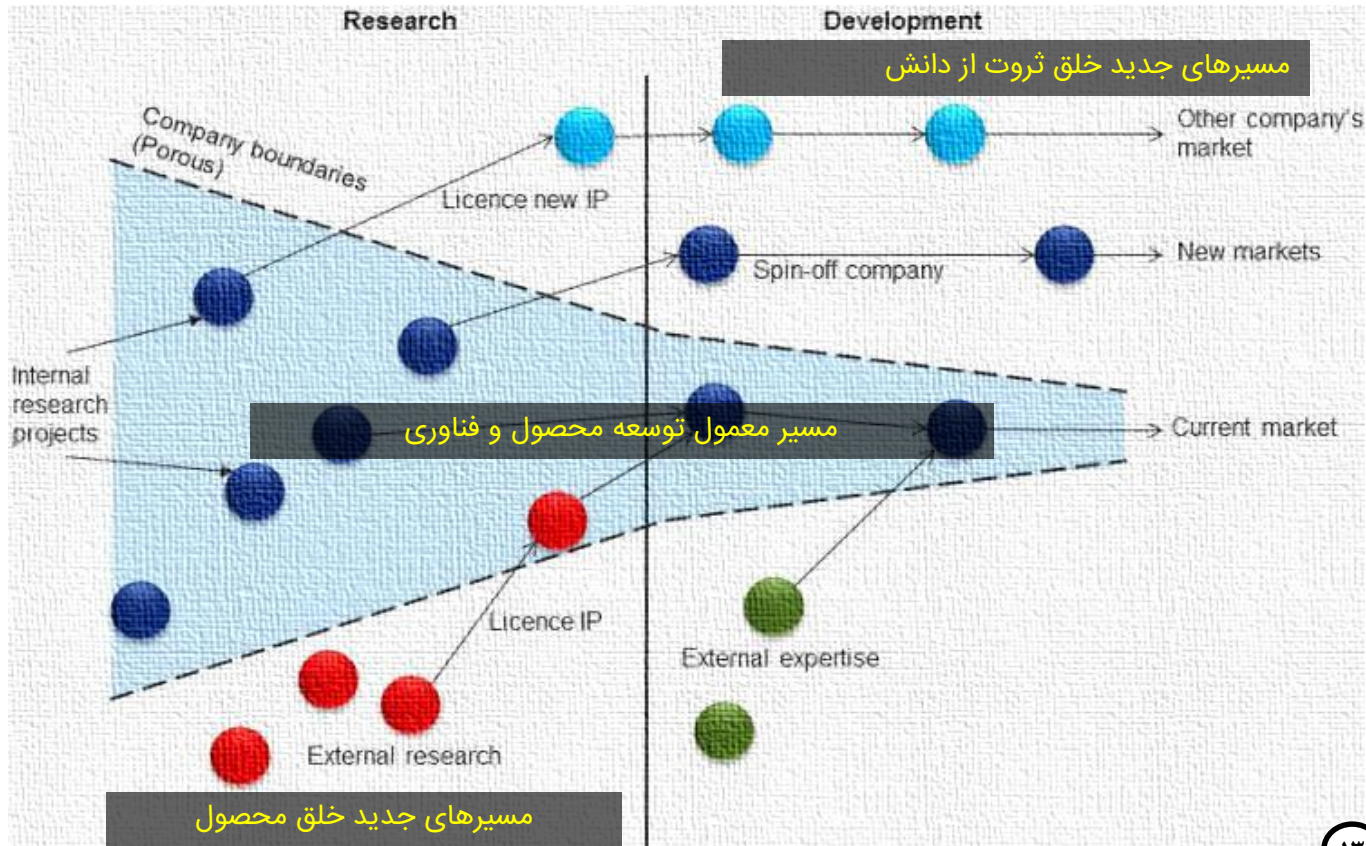 Research
Development
مسیرهای جدید خلق ثروت از دانش
Company boundaries
(Porous)
Other company's
market
Licence new IP
New markets
Spin-off company
Internal
research
projects
مسیر معمول توسعه محصول و فناوری
Current market
Licence IP
External expertise
External research
مسیرهای جدید خلق محصول